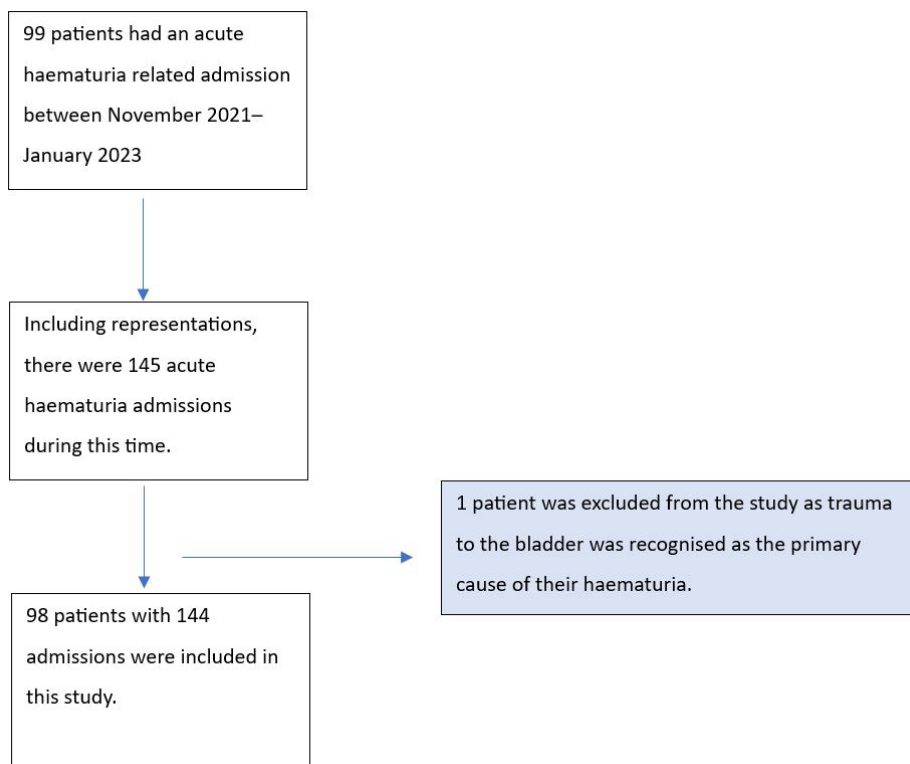 99 patients had an acute
haematuria related admission
between November 2021–
January 2023
Including representations,
there were 145 acute
haematuria admissions
during this time.
1 patient was excluded from the study as trauma
to the bladder was recognised as the primary
cause of their haematuria.
98 patients with 144
admissions were included in
this study.